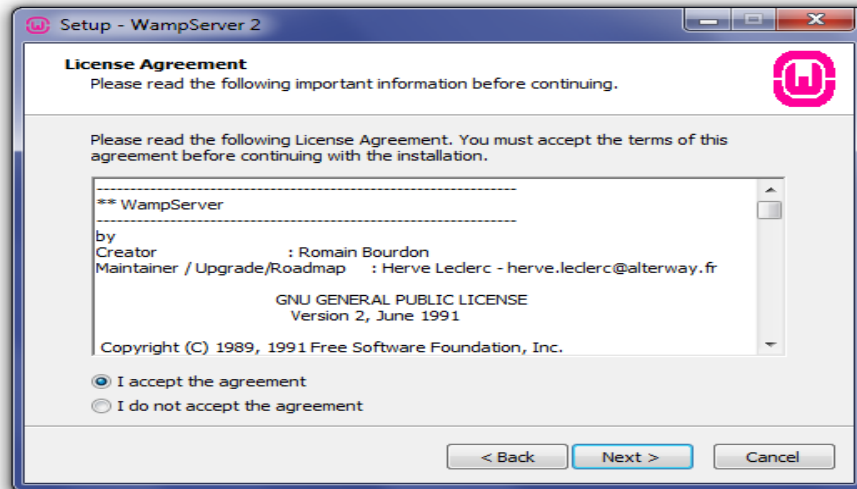 Setup - WampServer 2
License Agreement
Please read the following important information before continuing.
Please read the following License Agreement. You must accept the terms of this
agreement before continuing with the installation.
------------------------------------------------------------
** WampServer
------------------------------------------------------------
by
Creator : Romain Bourdon
Maintainer / Upgrade/Roadmap : Herve Leclerc - herve.leclerc@alterway.fr
GNU GENERAL PUBLIC LICENSE
Version 2, June 1991
Copyright (C) 1989, 1991 Free Software Foundation, Inc.
I accept the agreement
I do not accept the agreement
< Back Next > Cancel